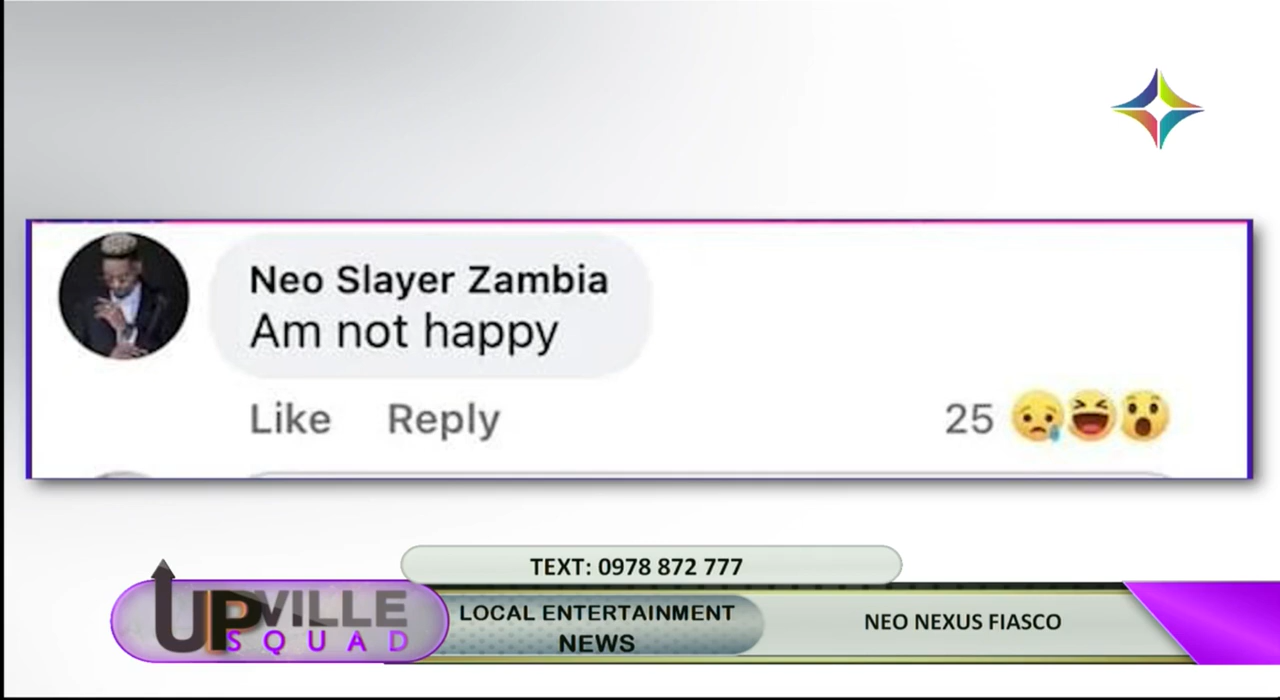 Neo Slayer Zambia
Am not happy
Like Reply 25
TEXT: 0978 872 777
UPVILLE
SQUAD
LOCAL ENTERTAINMENT
NEWS
NEO NEXUS FIASCO